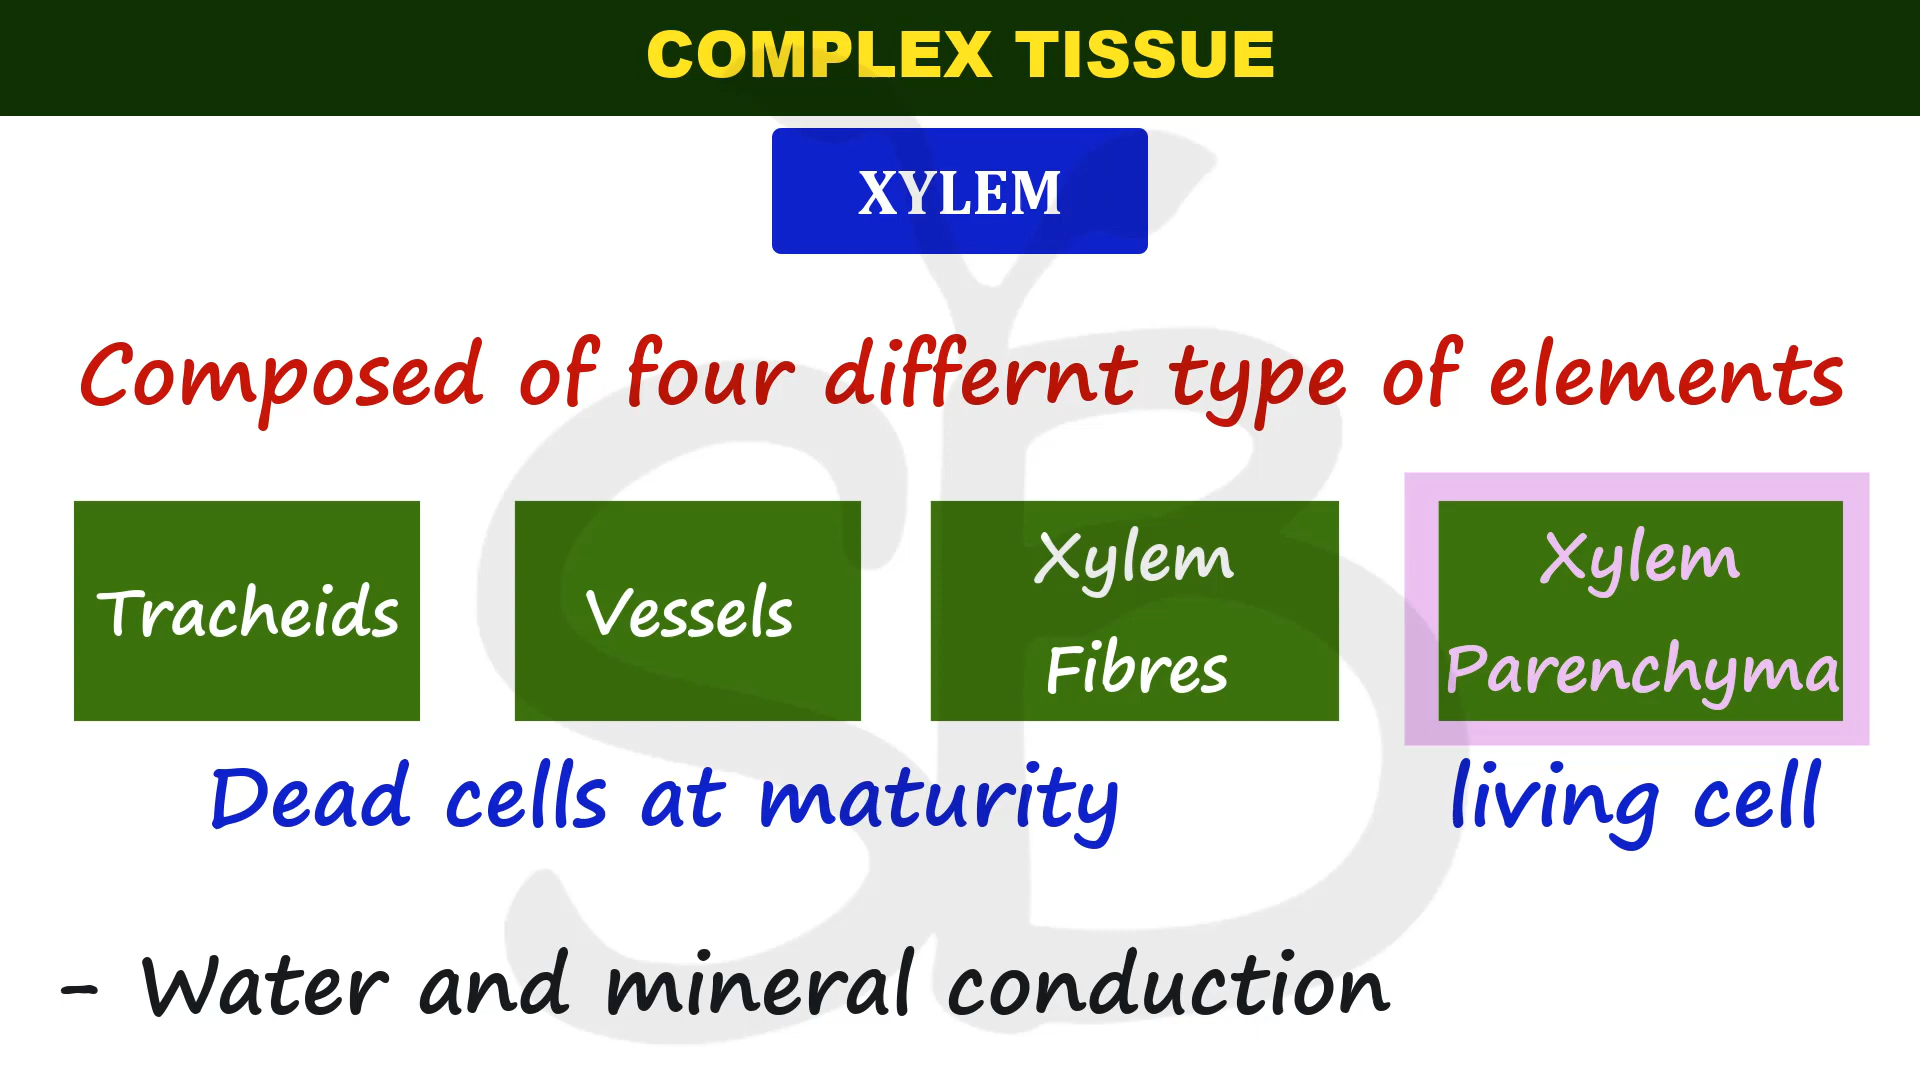 COMPLEX TISSUE
XYLEM
Composed of four differnt type of elements
Tracheids
Vessels
Xylem
Fibres
Xylem
Parenchyma
Dead cells at maturity
living cell
- Water and mineral conduction